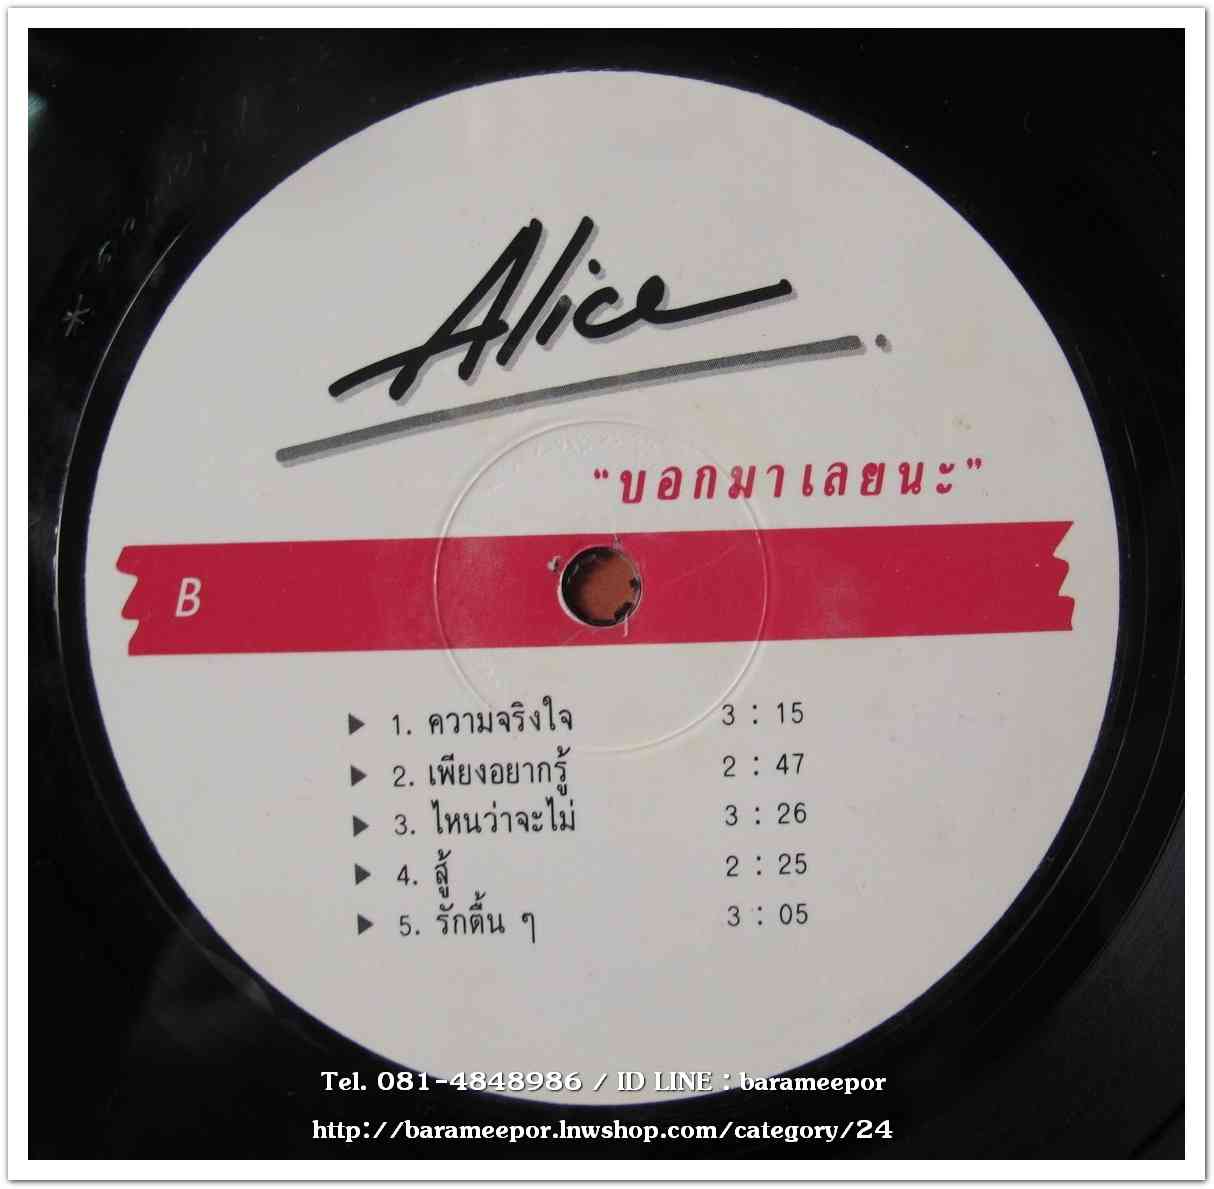 Alice
"บอกมาเลยนะ"
B
1. ความจริงใจ 3 : 15
2. เพียงอยากรู้ 2 : 47
3. ไหนว่าจะไม่ 3 : 26
4. สู้ 2 : 25
5. รักตื้น ๆ 3 : 05
Tel. 081-4848986 / ID LINE : barameepor
http://barameepor.lnwshop.com/category/24